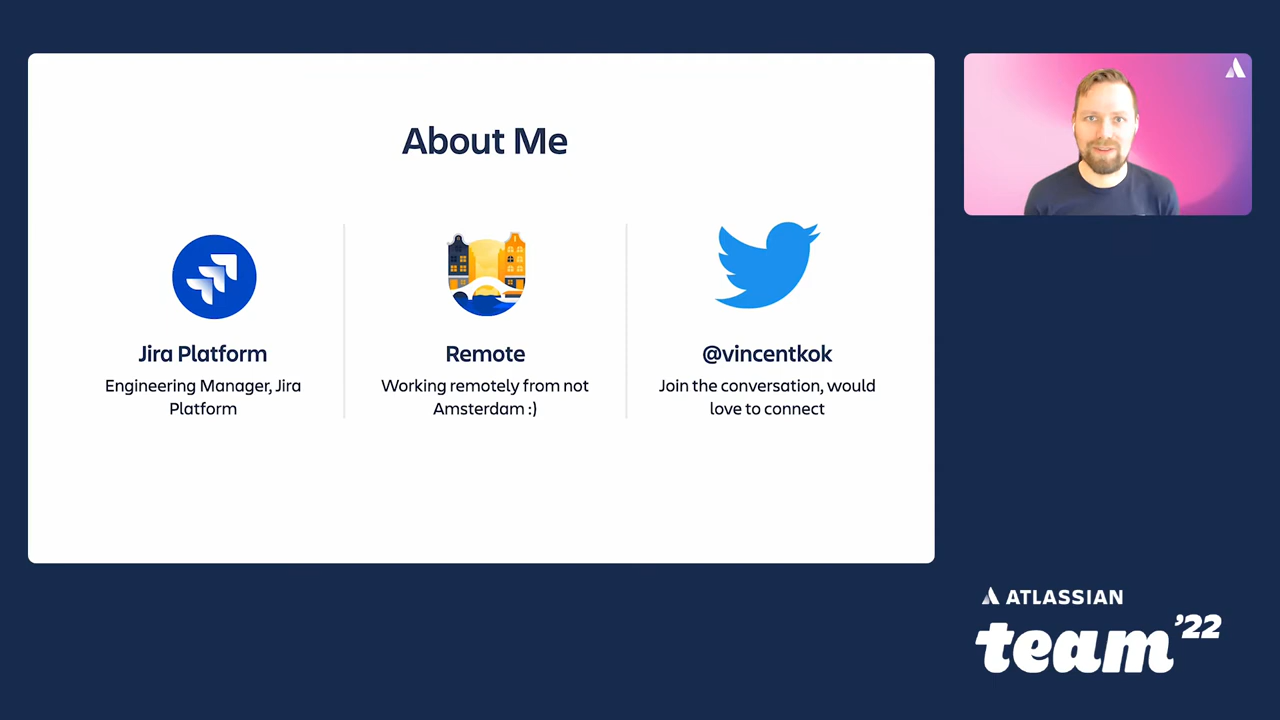 About Me
Jira Platform
Engineering Manager, Jira
Platform
Remote
Working remotely from not
Amsterdam :)
@vincentkok
Join the conversation, would
love to connect
ATLASSIAN
team '22